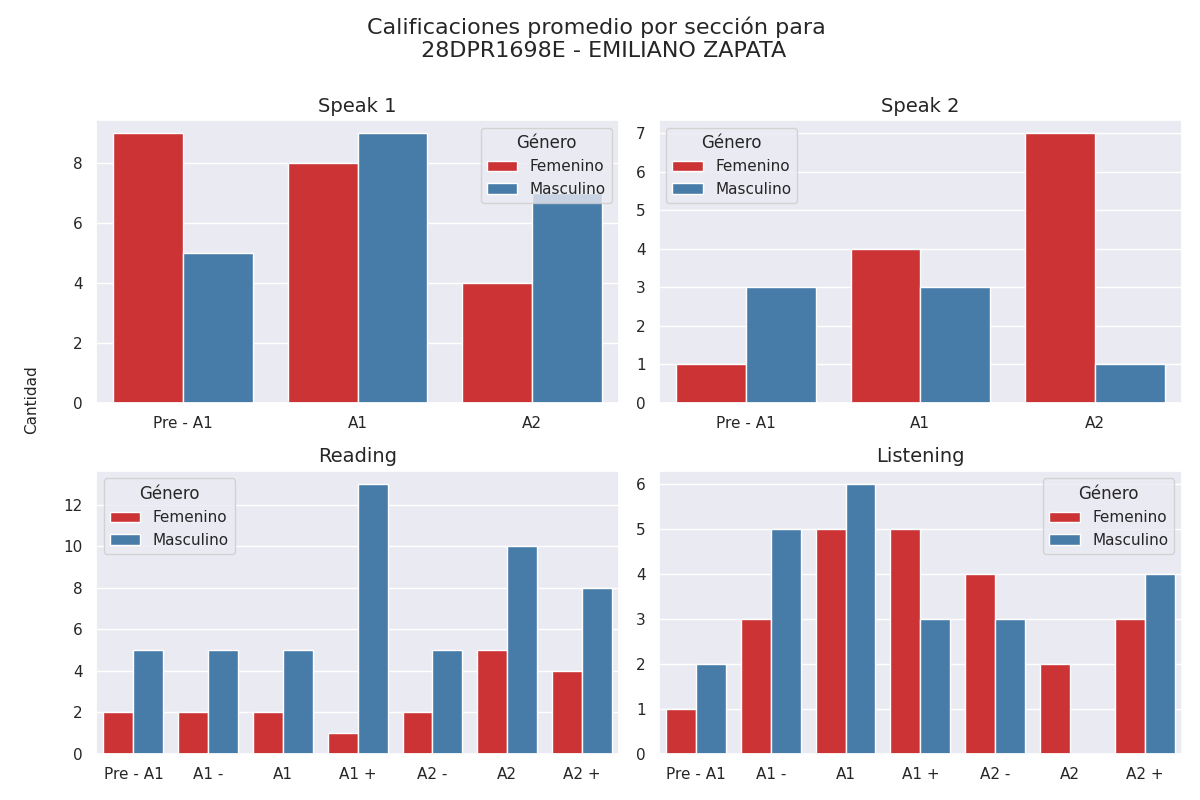 Calificaciones promedio por sección para
28DPR1698E - EMILIANO ZAPATA
Cantidad
Speak 1
8
6
4
2
0
Pre - A1 A1 A2
Género
Femenino
Masculino
Speak 2
7
6
5
4
3
2
1
0
Pre - A1 A1 A2
Género
Femenino
Masculino
Reading
12
10
8
6
4
2
0
Pre - A1 A1 - A1 A1 + A2 - A2 A2 +
Género
Femenino
Masculino
Listening
6
5
4
3
2
1
0
Pre - A1 A1 - A1 A1 + A2 - A2 A2 +
Género
Femenino
Masculino